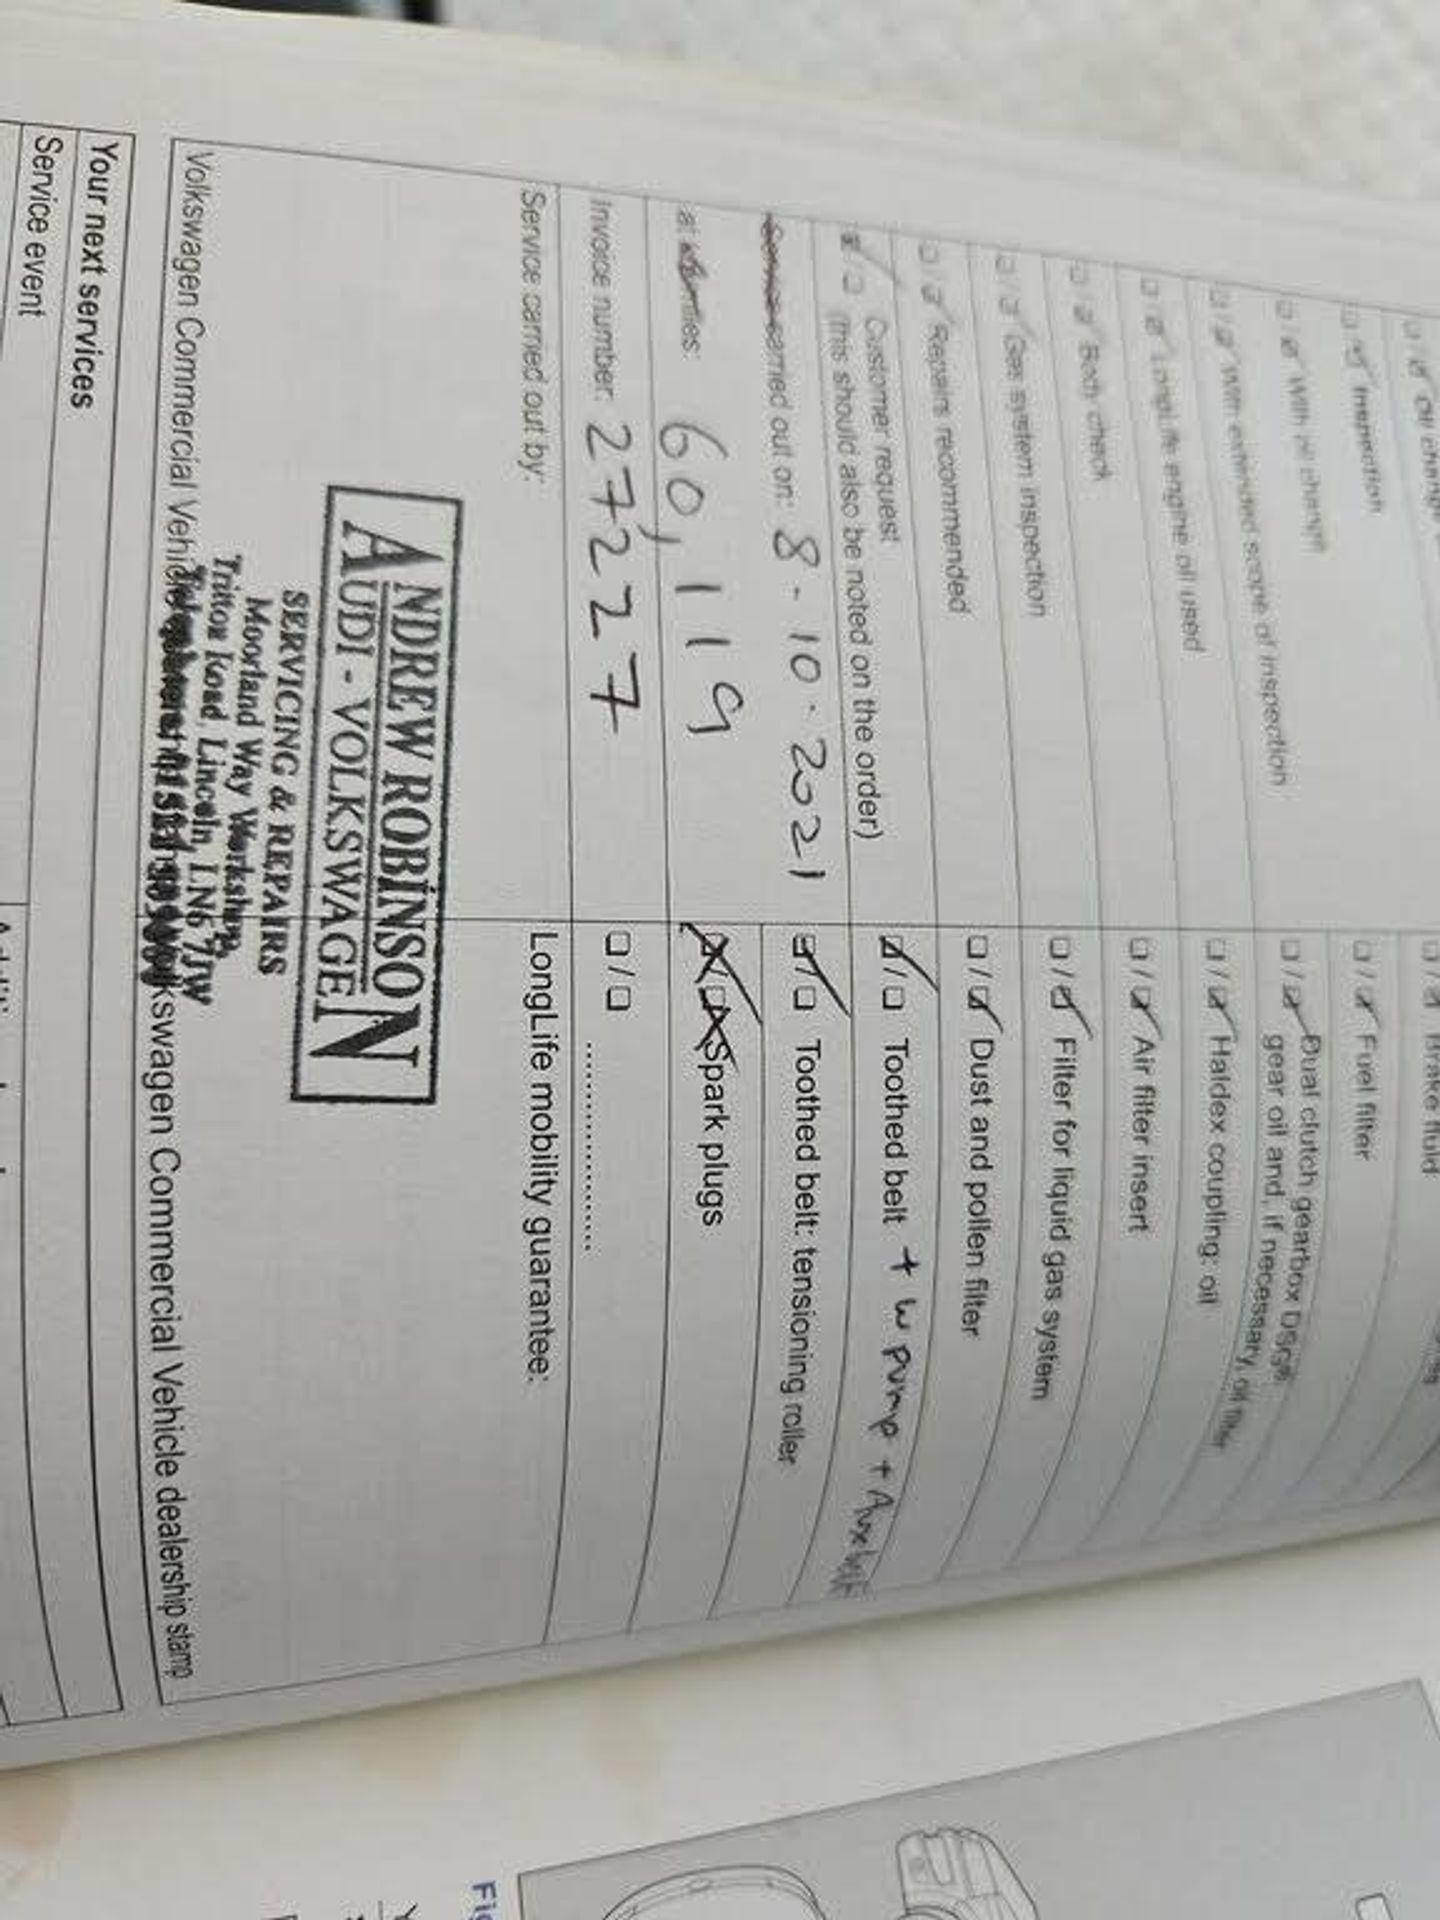 Oil change
Inspection
With oil change
With extended scope of inspection
LongLife engine oil used
Body check
Gas system inspection
Repairs recommended
Customer request
(this should also be noted on the order)
carried out on: 8 - 10 - 2021
at miles: 60,119
Invoice number: 27227
Service carried out by:
ANDREW ROBINSON
AUDI - VOLKSWAGEN
SERVICING & REPAIRS
Moorland Way Workshop
Tritton Road, Lincoln, LN6 7JW
Volkswagen Commercial Vehicle
Brake fluid
Fuel filter
Dual clutch gearbox DSG®
gear oil and, if necessary, oil filter
Haldex coupling: oil
Air filter insert
Filter for liquid gas system
Dust and pollen filter
Toothed belt + W PUMP + Aux belt
Toothed belt: tensioning roller
Spark plugs
....................
LongLife mobility guarantee:
Volkswagen Commercial Vehicle dealership stamp
Your next services
Service event
Fig